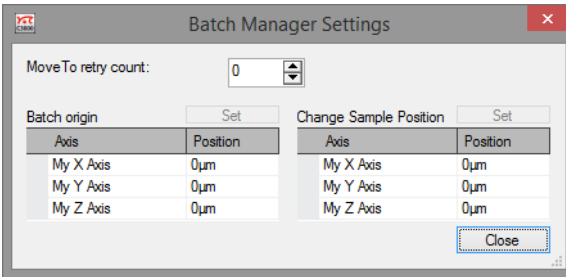 Batch Manager Settings
MoveTo retry count: 0
Batch origin Set Change Sample Position Set
Axis Position Axis Position
My X Axis 0µm My X Axis 0µm
My Y Axis 0µm My Y Axis 0µm
My Z Axis 0µm My Z Axis 0µm
Close